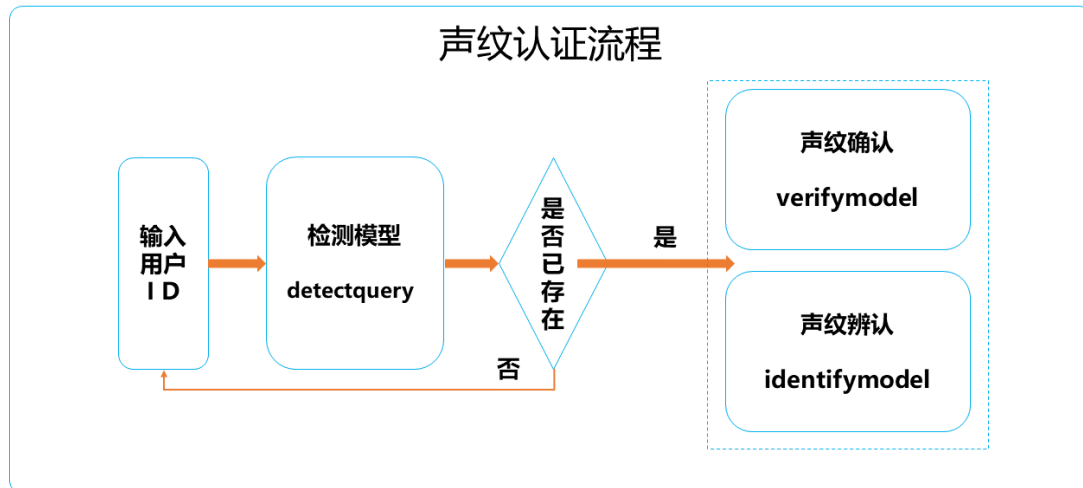 声纹认证流程
输入
用户
I D
检测模型
detectquery
是否已存在
是
否
声纹确认
verifymodel
声纹辨认
identifymodel